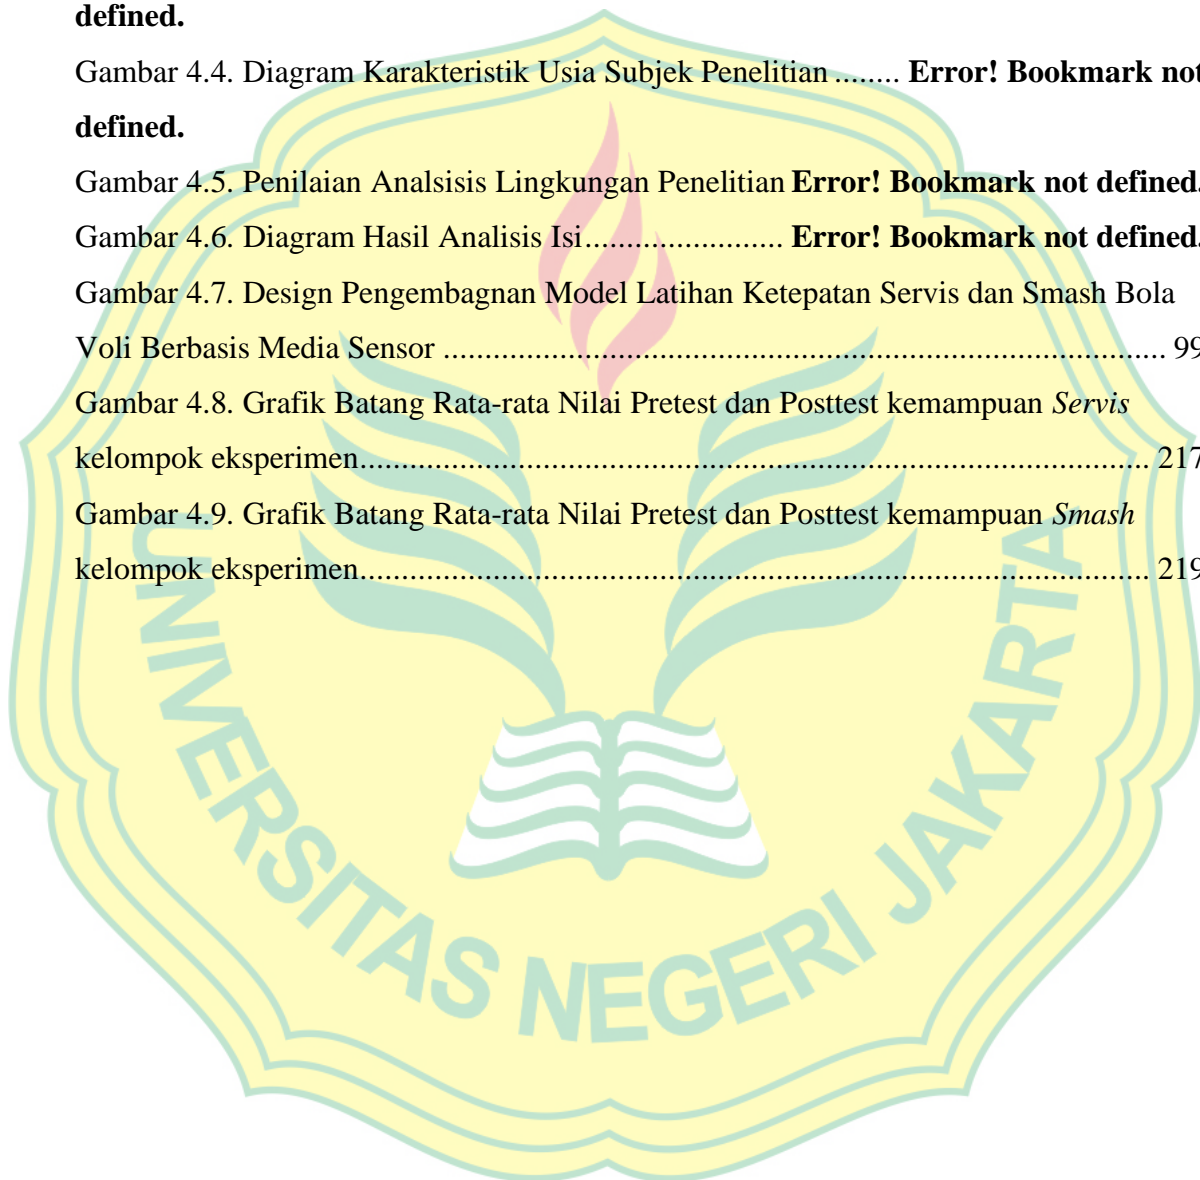 defined.
Gambar 4.4. Diagram Karakteristik Usia Subjek Penelitian ........ Error! Bookmark not
defined.
Gambar 4.5. Penilaian Analsisis Lingkungan Penelitian Error! Bookmark not defined.
Gambar 4.6. Diagram Hasil Analisis Isi........................ Error! Bookmark not defined.
Gambar 4.7. Design Pengembagnan Model Latihan Ketepatan Servis dan Smash Bola
Voli Berbasis Media Sensor ........................................................................................ 99
Gambar 4.8. Grafik Batang Rata-rata Nilai Pretest dan Posttest kemampuan Servis
kelompok eksperimen................................................................................................ 217
Gambar 4.9. Grafik Batang Rata-rata Nilai Pretest dan Posttest kemampuan Smash
kelompok eksperimen................................................................................................ 219
UNIVERSITAS NEGERI JAKARTA